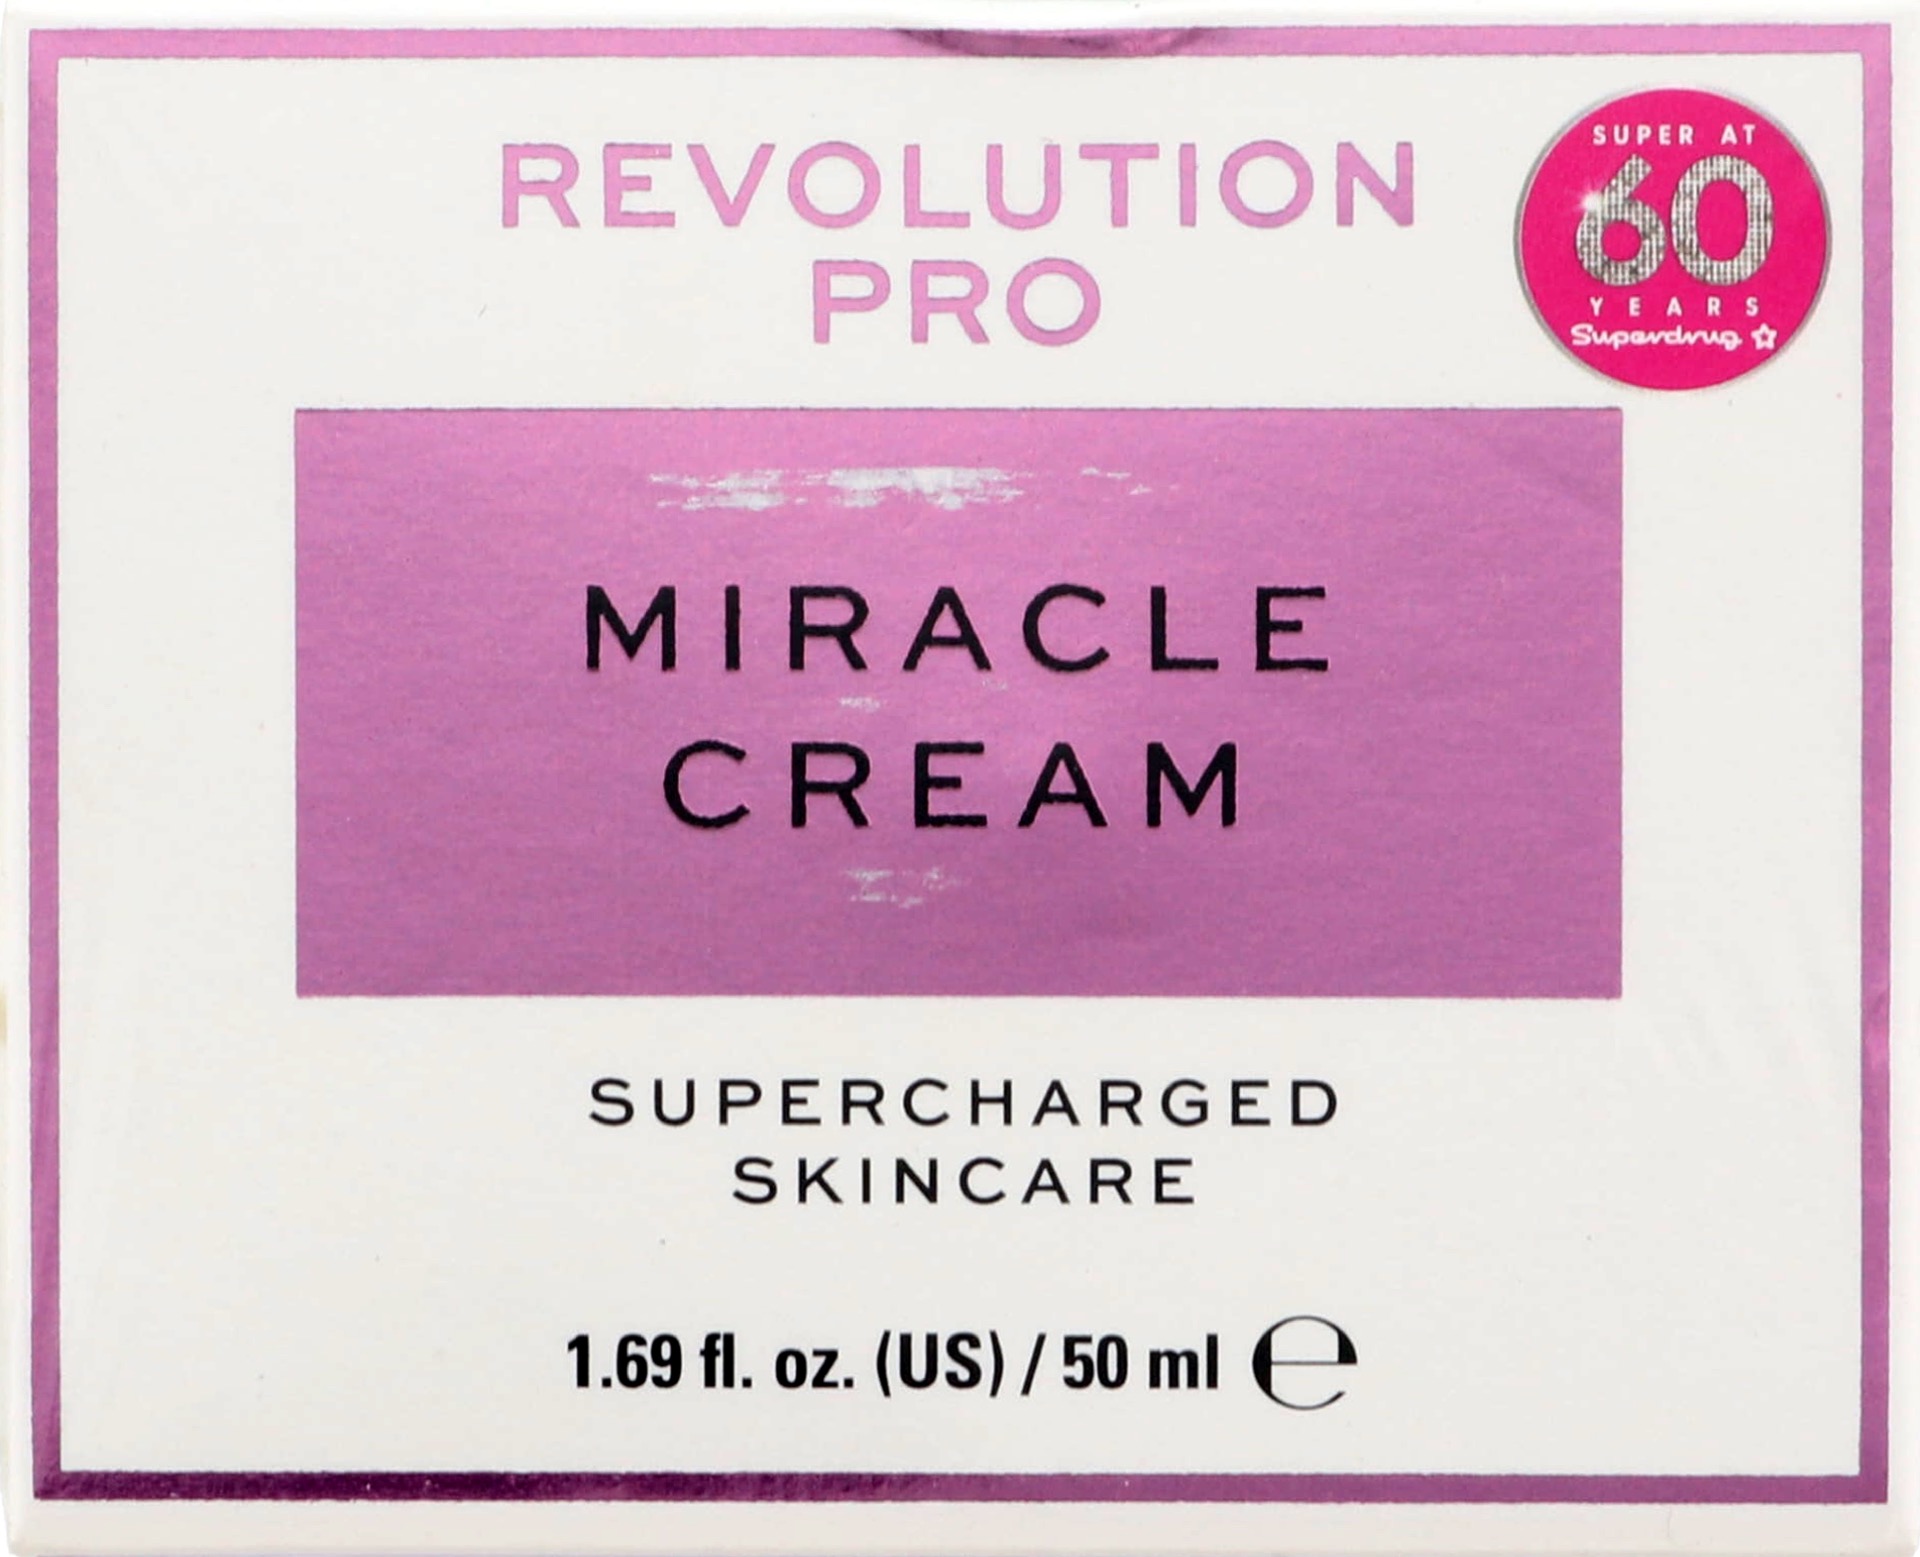 REVOLUTION
PRO
SUPER AT
60
YEARS
Superdrug
MIRACLE
CREAM
SUPERCHARGED
SKINCARE
1.69 fl. oz. (US) / 50 ml ℮